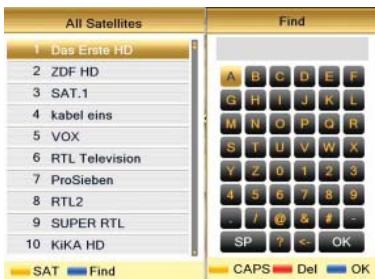 All Satellites
1 Das Erste HD
2 ZDF HD
3 SAT.1
4 kabel eins
5 VOX
6 RTL Television
7 ProSieben
8 RTL2
9 SUPER RTL
10 KiKA HD
SAT Find
Find
A B C D E F
G H I J K L
M N O P Q R
S T U V W X
Y Z 0 1 2 3
4 5 6 7 8 9
. / @ & # -
SP ? <- OK
CAPS Del OK